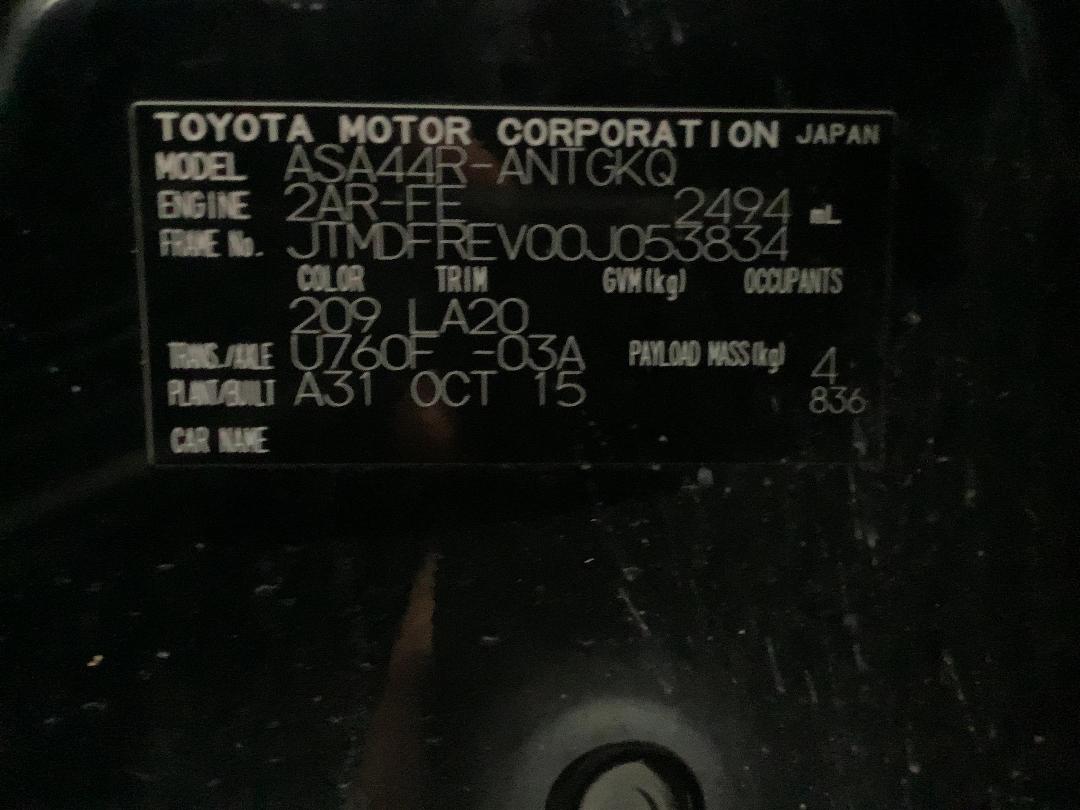 TOYOTA MOTOR CORPORATION JAPAN
MODEL ASA44R-ANTGKQ
ENGINE 2AR-FE 2494 mL
FRAME No. JTMDFREV00J053834
COLOR TRIM GVM(kg) OCCUPANTS
209 LA20
TRANS./AXLE U760F -03A PAYLOAD MASS(kg) 4
PLANT/BUILT A31 OCT 15 836
CAR NAME